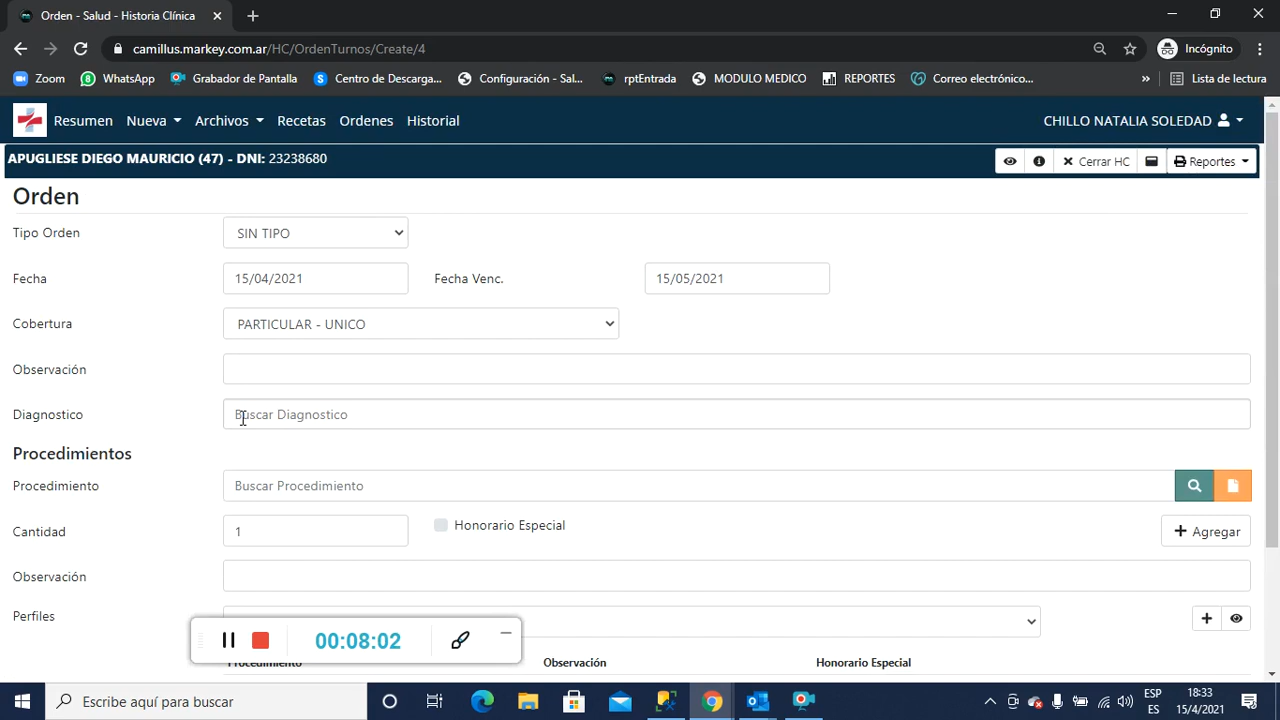 Orden - Salud - Historia Clínica
camillus.markey.com.ar/HC/OrdenTurnos/Create/4
Incógnito
Zoom WhatsApp Grabador de Pantalla Centro de Descarga... Configuración - Sal... rptEntrada MODULO MEDICO REPORTES Correo electrónico... » Lista de lectura
Resumen Nueva Archivos Recetas Ordenes Historial CHILLO NATALIA SOLEDAD
APUGLIESE DIEGO MAURICIO (47) - DNI: 23238680 Cerrar HC Reportes
Orden
Tipo Orden SIN TIPO
Fecha 15/04/2021 Fecha Venc. 15/05/2021
Cobertura PARTICULAR - UNICO
Observación
Diagnostico Buscar Diagnostico
Procedimientos
Procedimiento Buscar Procedimiento
Cantidad 1 Honorario Especial + Agregar
Observación
Perfiles
00:08:02
Procedimiento Observación Honorario Especial
Escribe aquí para buscar
ESP 18:33
ES 15/4/2021